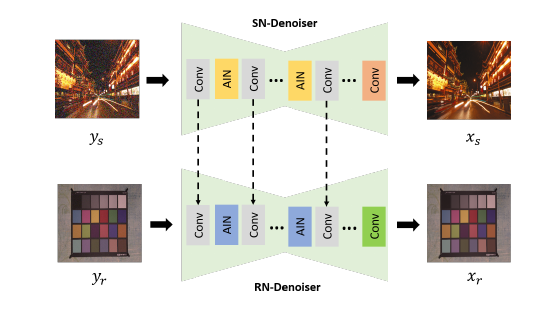 SN-Denoiser
Conv
AIN
Conv
...
AIN
Conv
...
Conv
y_s
x_s
Conv
AIN
Conv
...
AIN
Conv
...
Conv
y_r
x_r
RN-Denoiser